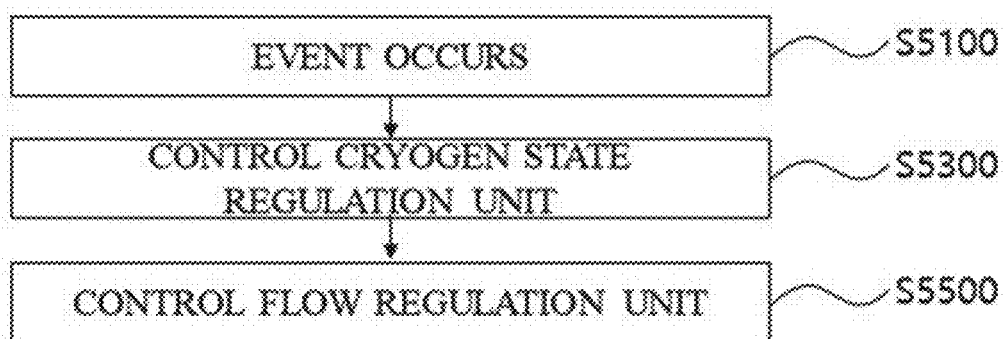 EVENT OCCURS
S5100
CONTROL CRYOGEN STATE
REGULATION UNIT
S5300
CONTROL FLOW REGULATION UNIT
S5500